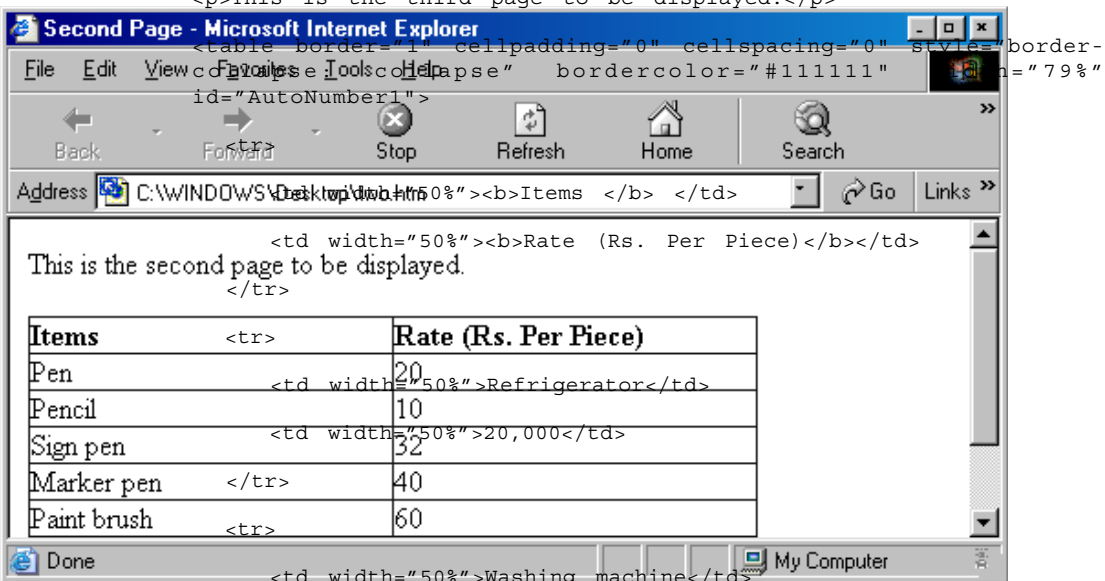 <p>This is the third page to be displayed.</p>
Second Page - Microsoft Internet Explorer
<table border="1" cellpadding="0" cellspacing="0" style="border-
File Edit View Favorites Tools Help
collapse: collapse" bordercolor="#111111" width="79%"
id="AutoNumber1">
Back Forward Stop Refresh Home Search »
<tr>
Address C:\WINDOWS\Desktop\two.htm Go Links »
<td width="50%"><b>Items </b> </td>
<td width="50%"><b>Rate (Rs. Per Piece)</b></td>
This is the second page to be displayed.
</tr>
Items Rate (Rs. Per Piece)
<tr>
Pen 20
<td width="50%">Refrigerator</td>
Pencil 10
<td width="50%">20,000</td>
Sign pen 32
Marker pen 40
</tr>
Paint brush 60
<tr>
Done My Computer
<td width="50%">Washing machine</td>